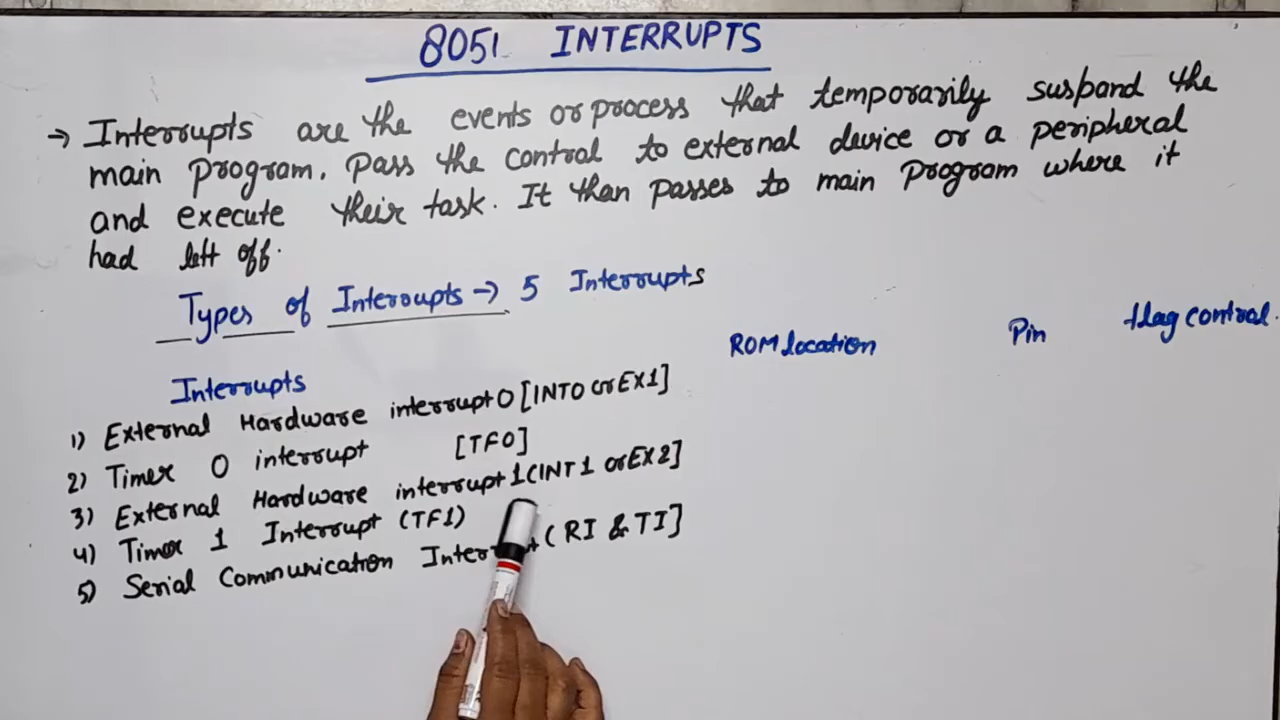 8051 INTERRUPTS
→ Interrupts are the events or process that temporarily suspand the
main program, pass the control to external device or a peripheral
and execute their task. It than passes to main program where it
had left off.
Types of Interrupts → 5 Interrupts
Interrupts ROM location Pin flag control.
1) External Hardware interrupt 0 [INT0 or EX1]
2) Timer 0 interrupt [TF0]
3) External Hardware interrupt 1 (INT1 or EX2]
4) Timer 1 Interrupt (TF1)
5) Serial Communication (RI & TI]